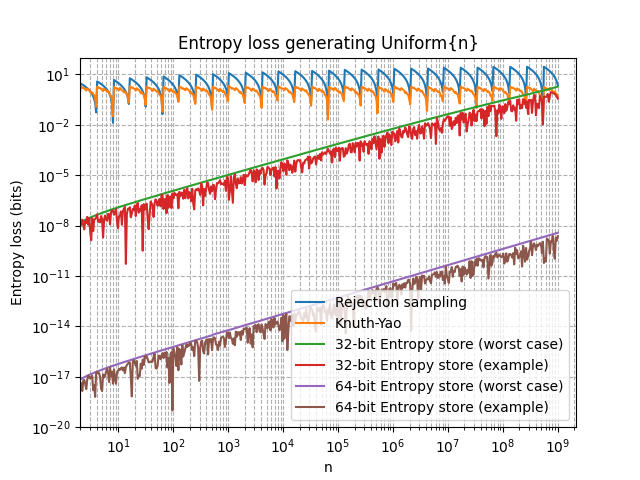 Entropy loss generating Uniform{n}
Entropy loss (bits)
10¹
10⁻²
10⁻⁵
10⁻⁸
10⁻¹¹
10⁻¹⁴
10⁻¹⁷
10⁻²⁰
Rejection sampling
Knuth-Yao
32-bit Entropy store (worst case)
32-bit Entropy store (example)
64-bit Entropy store (worst case)
64-bit Entropy store (example)
10¹ 10² 10³ 10⁴ 10⁵ 10⁶ 10⁷ 10⁸ 10⁹
n